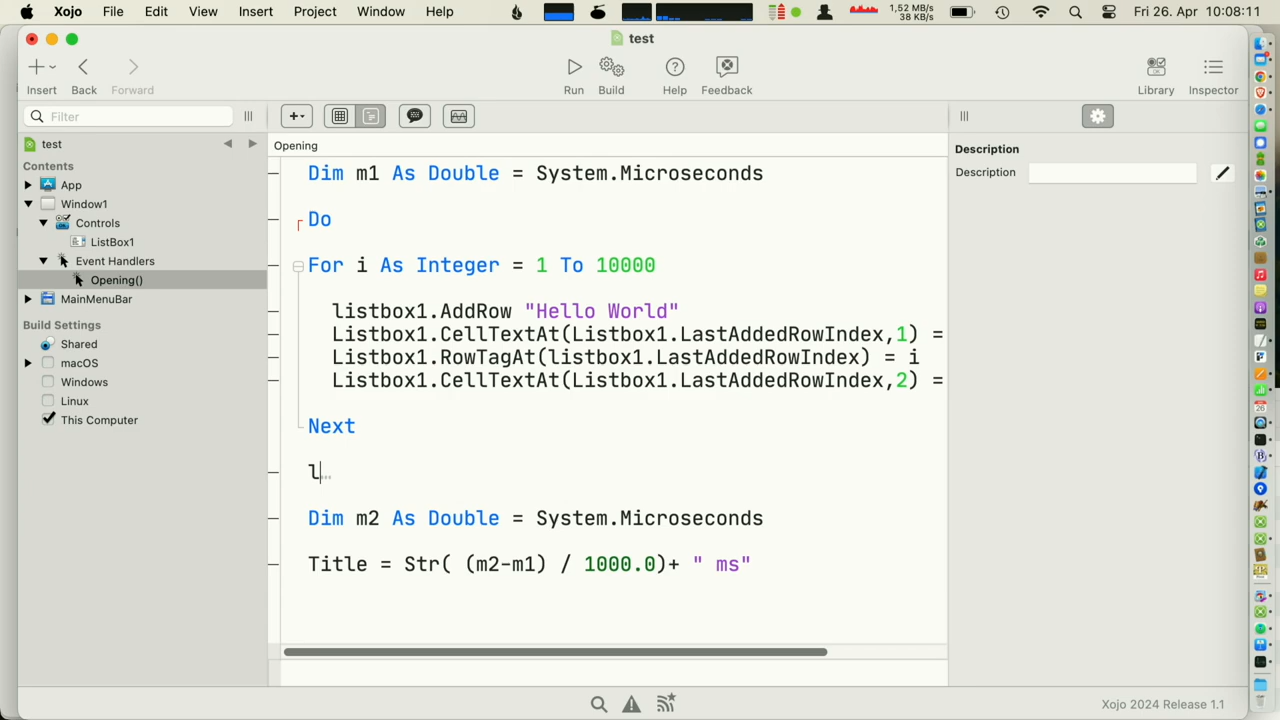 Xojo File Edit View Insert Project Window Help 1,52 MB/s 38 KB/s Fri 26. Apr 10:08:11
test
Insert Back Forward Run Build Help Feedback Library Inspector
Filter
test
Opening
Contents
App
Window1
Controls
ListBox1
Event Handlers
Opening()
MainMenuBar
Build Settings
Shared
macOS
Windows
Linux
This Computer
Dim m1 As Double = System.Microseconds
Do
For i As Integer = 1 To 10000
listbox1.AddRow "Hello World"
Listbox1.CellTextAt(Listbox1.LastAddedRowIndex,1) =
Listbox1.RowTagAt(listbox1.LastAddedRowIndex) = i
Listbox1.CellTextAt(Listbox1.LastAddedRowIndex,2) =
Next
l...
Dim m2 As Double = System.Microseconds
Title = Str( (m2-m1) / 1000.0)+ " ms"
Description
Description
Xojo 2024 Release 1.1